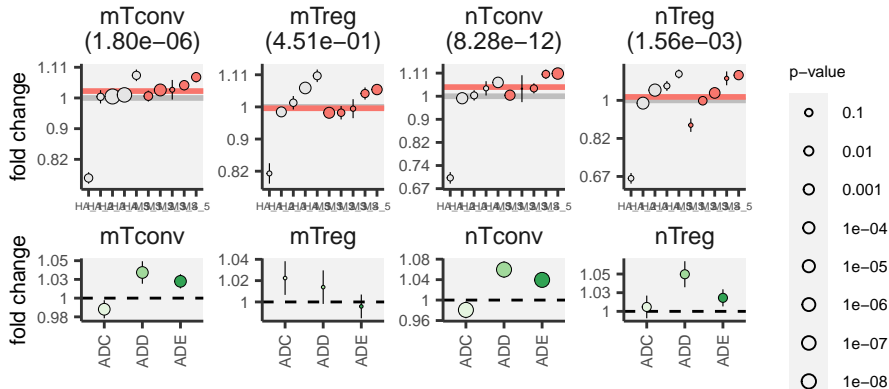 mTconv mTreg nTconv nTreg
(1.80e−06) (4.51e−01) (8.28e−12) (1.56e−03)
fold change
1.11
1
0.9
0.82
1.11
1
0.9
0.82
1.11
1
0.9
0.82
0.74
0.67
1
0.82
0.67
mTconv mTreg nTconv nTreg
fold change
1.05
1.03
1
0.98
1.04
1.02
1
1.08
1.04
1
0.96
1.05
1.03
1
ADC ADD ADE ADC ADD ADE ADC ADD ADE ADC ADD ADE
p−value
0.1
0.01
0.001
1e−04
1e−05
1e−06
1e−07
1e−08